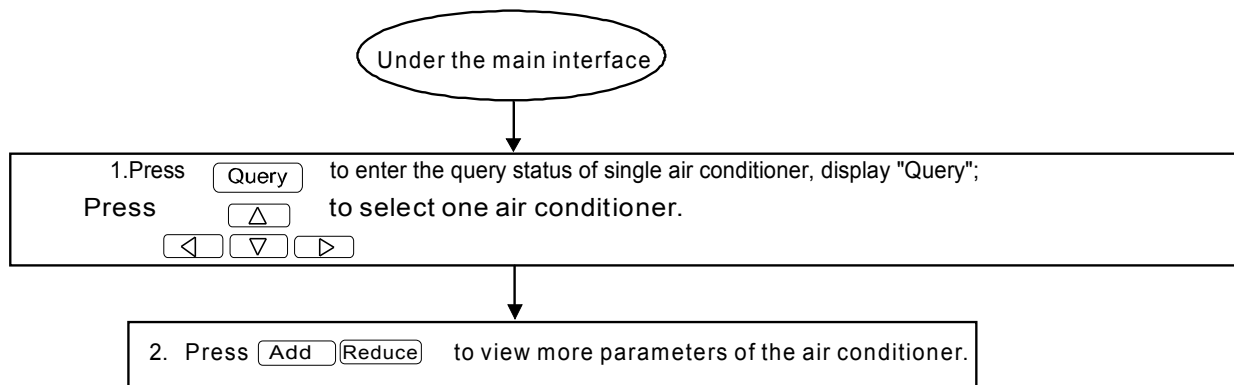 Under the main interface
1.Press Query to enter the query status of single air conditioner, display "Query";
Press △ to select one air conditioner.
◁ ▽ ▷
2. Press Add Reduce to view more parameters of the air conditioner.